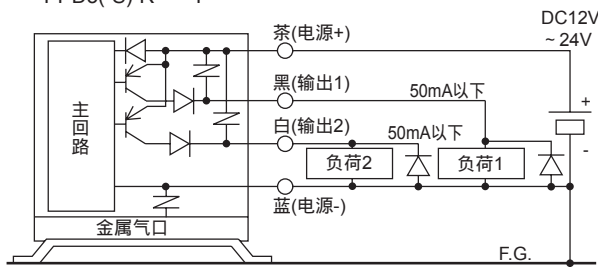 DC12V
~ 24V
茶(电源+)
黑(输出1)
50mA以下
+
白(输出2)
50mA以下
-
主回路
负荷2
负荷1
蓝(电源-)
金属气口
F.G.